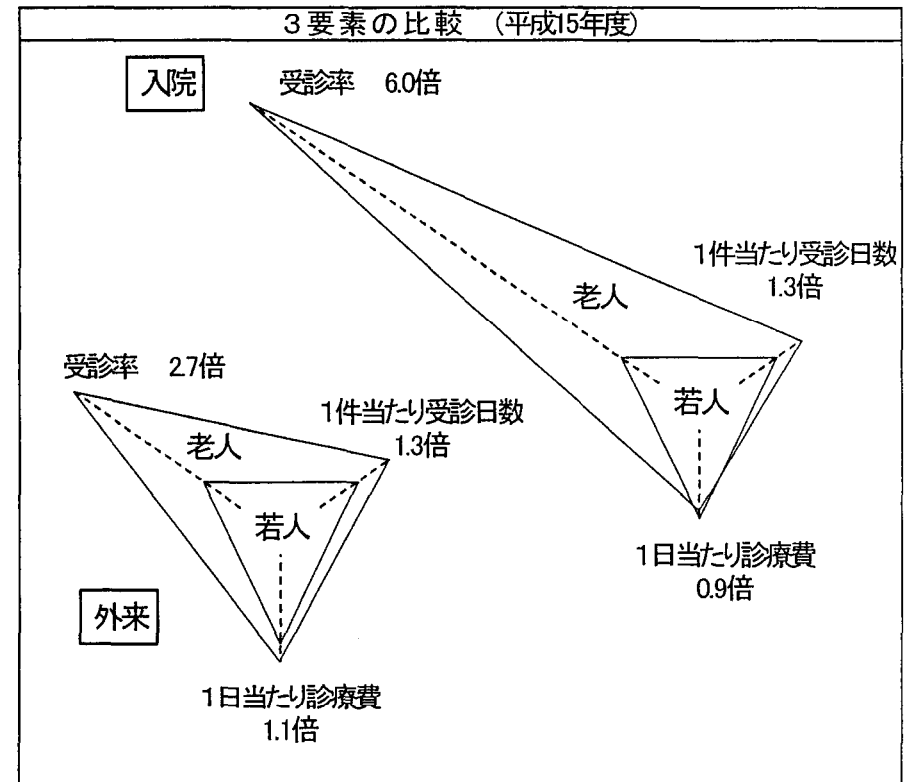 3要素の比較 (平成15年度)
入院
受診率 6.0倍
1件当たり受診日数
1.3倍
老人
若人
1日当たり診療費
0.9倍
受診率 2.7倍
1件当たり受診日数
1.3倍
老人
若人
外来
1日当たり診療費
1.1倍